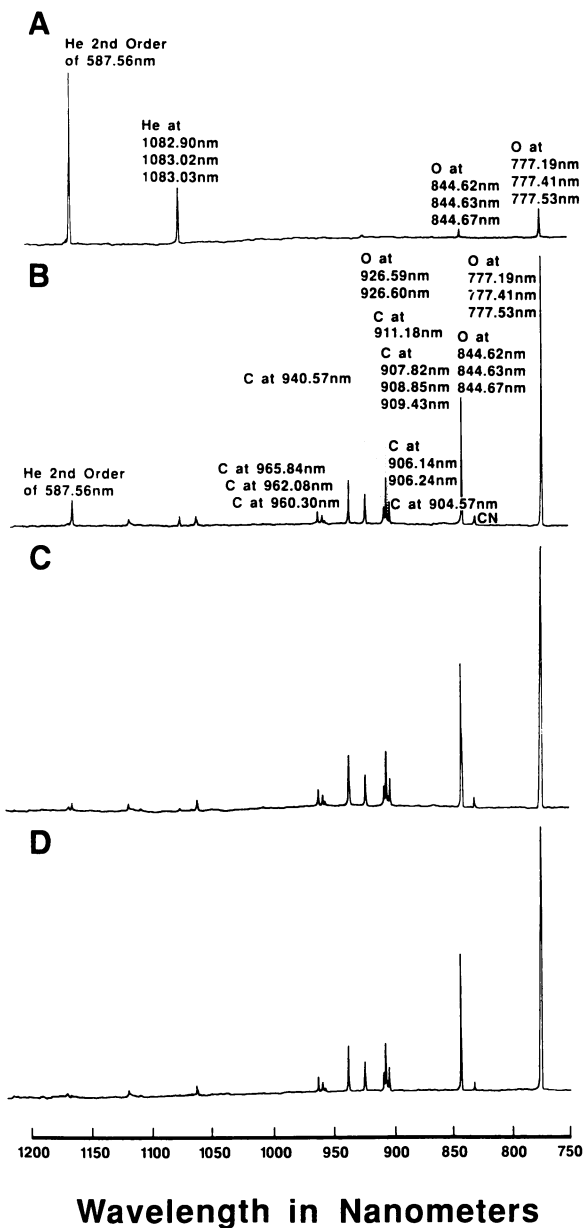 A
He 2nd Order
of 587.56nm
He at
1082.90nm
1083.02nm
1083.03nm
O at
844.62nm
844.63nm
844.67nm
O at
777.19nm
777.41nm
777.53nm
B
O at
926.59nm
926.60nm
O at
777.19nm
777.41nm
777.53nm
C at
911.18nm
O at
844.62nm
844.63nm
844.67nm
C at
907.82nm
908.85nm
909.43nm
C at 940.57nm
C at
906.14nm
906.24nm
He 2nd Order
of 587.56nm
C at 965.84nm
C at 962.08nm
C at 960.30nm
C at 904.57nm
CN
C
D
1200 1150 1100 1050 1000 950 900 850 800 750
Wavelength in Nanometers